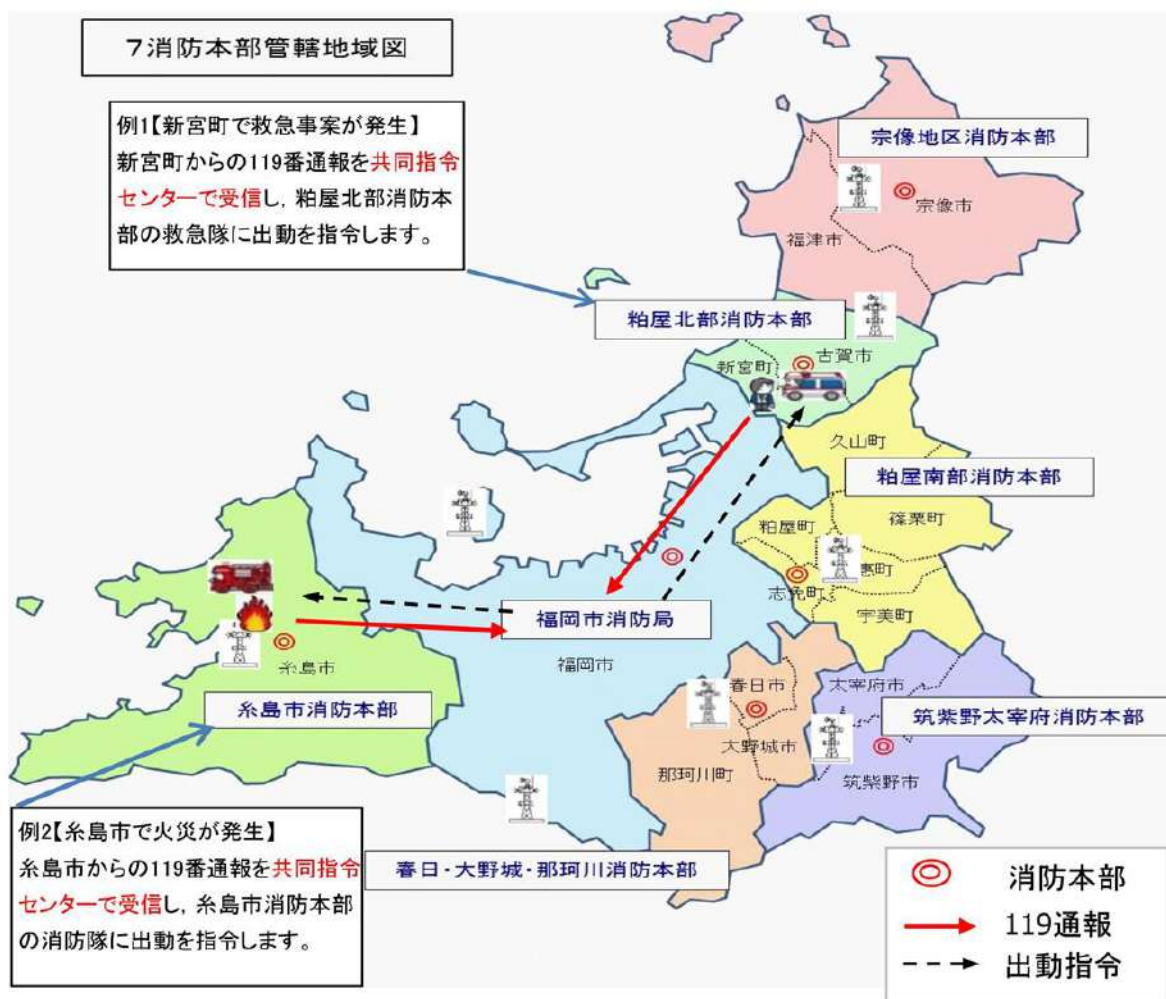 7消防本部管轄地域図
例1【新宮町で救急事案が発生】
新宮町からの119番通報を共同指令
センターで受信し, 粕屋北部消防本
部の救急隊に出動を指令します。
宗像地区消防本部
宗像市
福津市
粕屋北部消防本部
古賀市
新宮町
久山町
粕屋南部消防本部
篠栗町
粕屋町
恵町
志免町
宇美町
福岡市消防局
福岡市
糸島市
糸島市消防本部
春日市
太宰府市
筑紫野太宰府消防本部
大野城市
那珂川町
筑紫野市
春日・大野城・那珂川消防本部
例2【糸島市で火災が発生】
糸島市からの119番通報を共同指令
センターで受信し, 糸島市消防本部
の消防隊に出動を指令します。
消防本部
119通報
出動指令